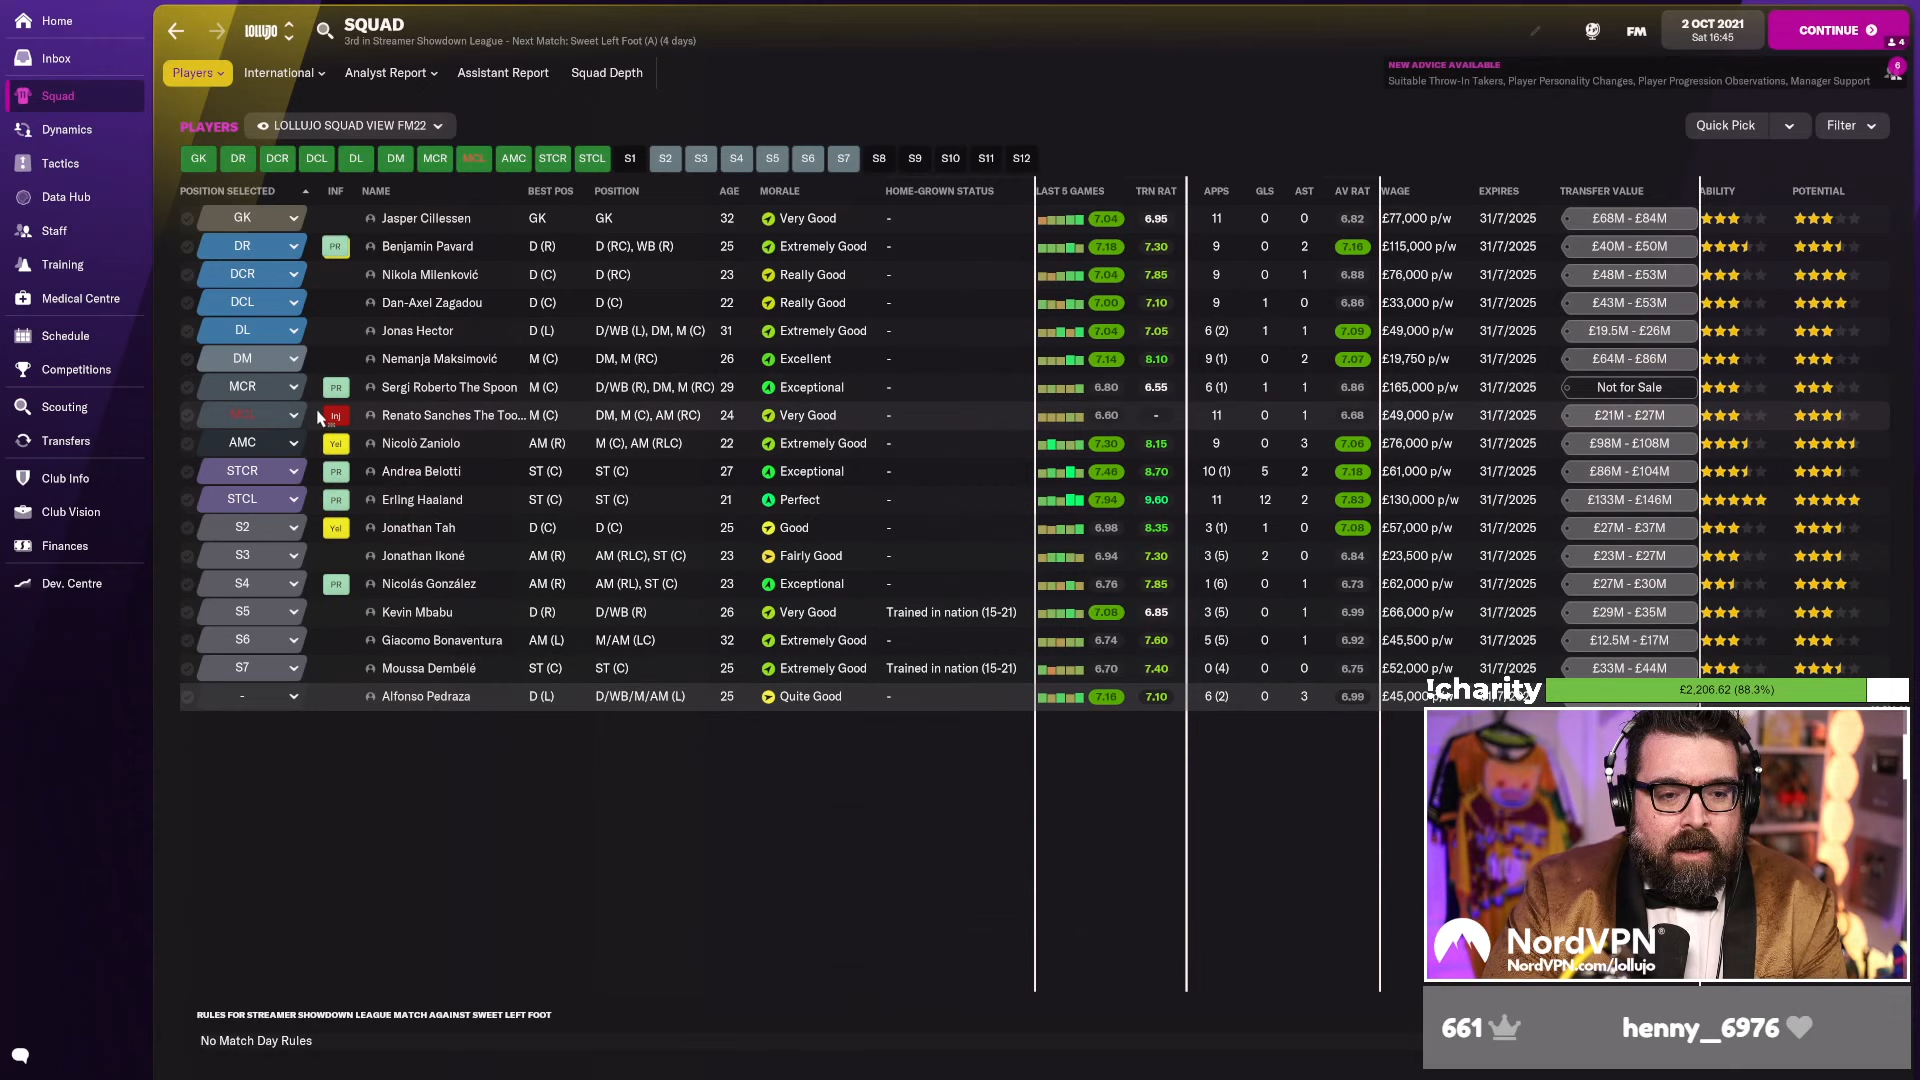 Home
Inbox
Squad
Dynamics
Tactics
Data Hub
Staff
Training
Medical Centre
Schedule
Competitions
Scouting
Transfers
Club Info
Club Vision
Finances
Dev. Centre
lollujo
SQUAD
3rd in Streamer Showdown League - Next Match: Sweet Left Foot (A) (4 days)
FM
2 OCT 2021
Sat 16:45
CONTINUE
4
Players International Analyst Report Assistant Report Squad Depth
NEW ADVICE AVAILABLE
Suitable Throw-In Takers, Player Personality Changes, Player Progression Observations, Manager Support
6
PLAYERS LOLLUJO SQUAD VIEW FM22 Quick Pick Filter
GK DR DCR DCL DL DM MCR MCL AMC STCR STCL S1 S2 S3 S4 S5 S6 S7 S8 S9 S10 S11 S12
POSITION SELECTED INF NAME BEST POS POSITION AGE MORALE HOME-GROWN STATUS LAST 5 GAMES TRN RAT APPS GLS AST AV RAT WAGE EXPIRES TRANSFER VALUE ABILITY POTENTIAL
GK Jasper Cillessen GK GK 32 Very Good - 7.04 6.95 11 0 0 6.82 £77,000 p/w 31/7/2025 £68M - £84M
DR PR Benjamin Pavard D (R) D (RC), WB (R) 25 Extremely Good - 7.18 7.30 9 0 2 7.16 £115,000 p/w 31/7/2025 £40M - £50M
DCR Nikola Milenković D (C) D (RC) 23 Really Good - 7.04 7.85 9 0 1 6.88 £76,000 p/w 31/7/2025 £48M - £53M
DCL Dan-Axel Zagadou D (C) D (C) 22 Really Good - 7.00 7.10 9 1 0 6.86 £33,000 p/w 31/7/2025 £43M - £53M
DL Jonas Hector D (L) D/WB (L), DM, M (C) 31 Extremely Good - 7.04 7.05 6 (2) 1 1 7.09 £49,000 p/w 31/7/2025 £19.5M - £26M
DM Nemanja Maksimović M (C) DM, M (RC) 26 Excellent - 7.14 8.10 9 (1) 0 2 7.07 £19,750 p/w 31/7/2025 £64M - £86M
MCR PR Sergi Roberto The Spoon M (C) D/WB (R), DM, M (RC) 29 Exceptional - 6.80 6.55 6 (1) 1 1 6.86 £165,000 p/w 31/7/2025 Not for Sale
MCL Inj Renato Sanches The Too... M (C) DM, M (C), AM (RC) 24 Very Good - 6.60 - 11 0 1 6.68 £49,000 p/w 31/7/2025 £21M - £27M
AMC Yel Nicolò Zaniolo AM (R) M (C), AM (RLC) 22 Extremely Good - 7.30 8.15 9 0 3 7.06 £76,000 p/w 31/7/2025 £98M - £108M
STCR PR Andrea Belotti ST (C) ST (C) 27 Exceptional - 7.46 8.70 10 (1) 5 2 7.18 £61,000 p/w 31/7/2025 £86M - £104M
STCL PR Erling Haaland ST (C) ST (C) 21 Perfect - 7.94 9.60 11 12 2 7.83 £130,000 p/w 31/7/2025 £133M - £146M
S2 Yel Jonathan Tah D (C) D (C) 25 Good - 6.98 8.35 3 (1) 1 0 7.08 £57,000 p/w 31/7/2025 £27M - £37M
S3 Jonathan Ikoné AM (R) AM (RLC), ST (C) 23 Fairly Good - 6.94 7.30 3 (5) 2 0 6.84 £23,500 p/w 31/7/2025 £23M - £27M
S4 PR Nicolás González AM (R) AM (RL), ST (C) 23 Exceptional - 6.76 7.85 1 (6) 0 1 6.73 £62,000 p/w 31/7/2025 £27M - £30M
S5 Kevin Mbabu D (R) D/WB (R) 26 Very Good Trained in nation (15-21) 7.08 6.85 3 (5) 0 1 6.99 £66,000 p/w 31/7/2025 £29M - £35M
S6 Giacomo Bonaventura AM (L) M/AM (LC) 32 Extremely Good - 6.74 7.60 5 (5) 0 1 6.92 £45,500 p/w 31/7/2025 £12.5M - £17M
S7 Moussa Dembélé ST (C) ST (C) 25 Extremely Good Trained in nation (15-21) 6.70 7.40 0 (4) 0 0 6.75 £52,000 p/w 31/7/2025 £33M - £44M
- Alfonso Pedraza D (L) D/WB/M/AM (L) 25 Quite Good - 7.16 7.10 6 (2) 0 3 6.99 £45,000
!charity £2,206.62 (88.3%)
NordVPN®
NordVPN.com/lollujo
RULES FOR STREAMER SHOWDOWN LEAGUE MATCH AGAINST SWEET LEFT FOOT
No Match Day Rules
661 henny__6976